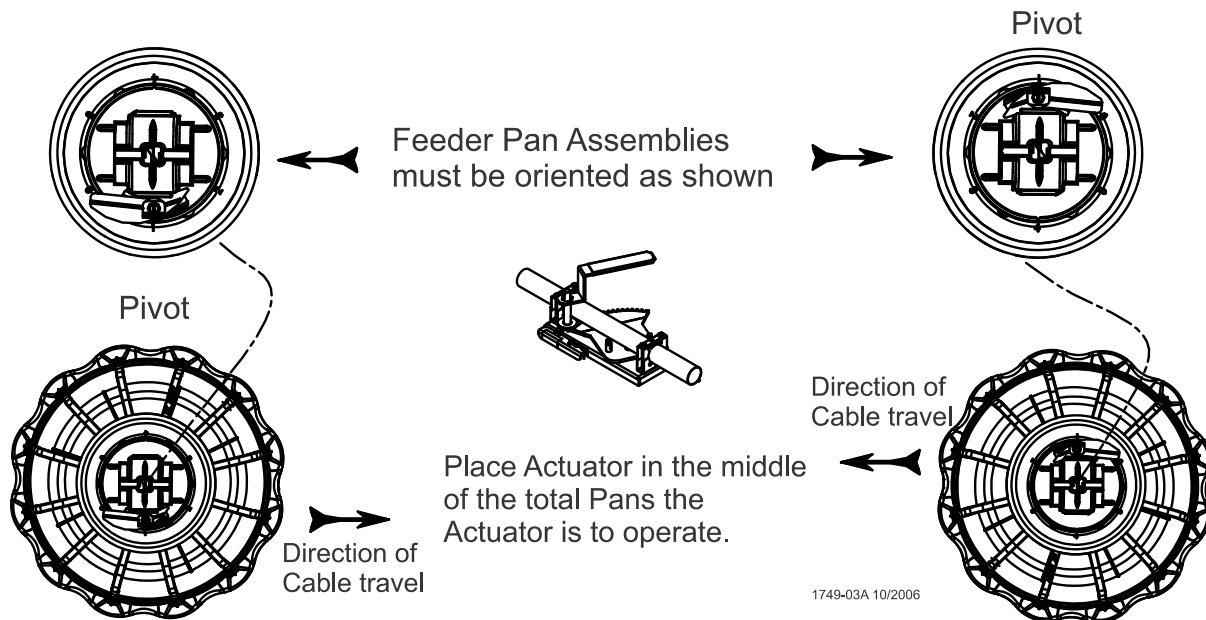 Pivot
Feeder Pan Assemblies
must be oriented as shown
Pivot
Direction of
Cable travel
Place Actuator in the middle
of the total Pans the
Actuator is to operate.
Direction of
Cable travel
1749-03A 10/2006